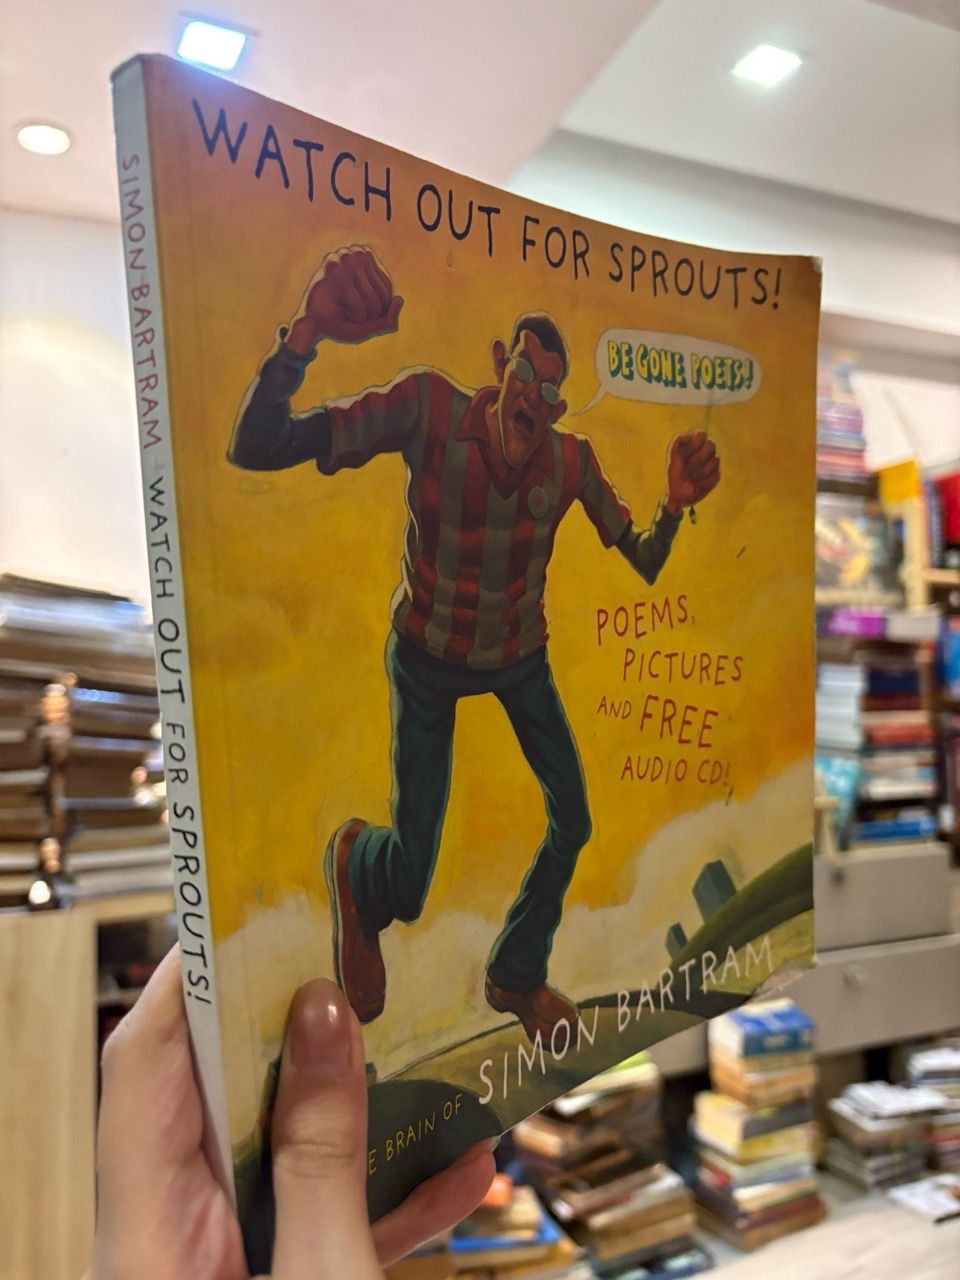 WATCH OUT FOR SPROUTS!
BE GONE POETS!
POEMS,
PICTURES
AND FREE
AUDIO CD!
BRAIN OF
SIMON BARTRAM
SIMON BARTRAM WATCH OUT FOR SPROUTS!